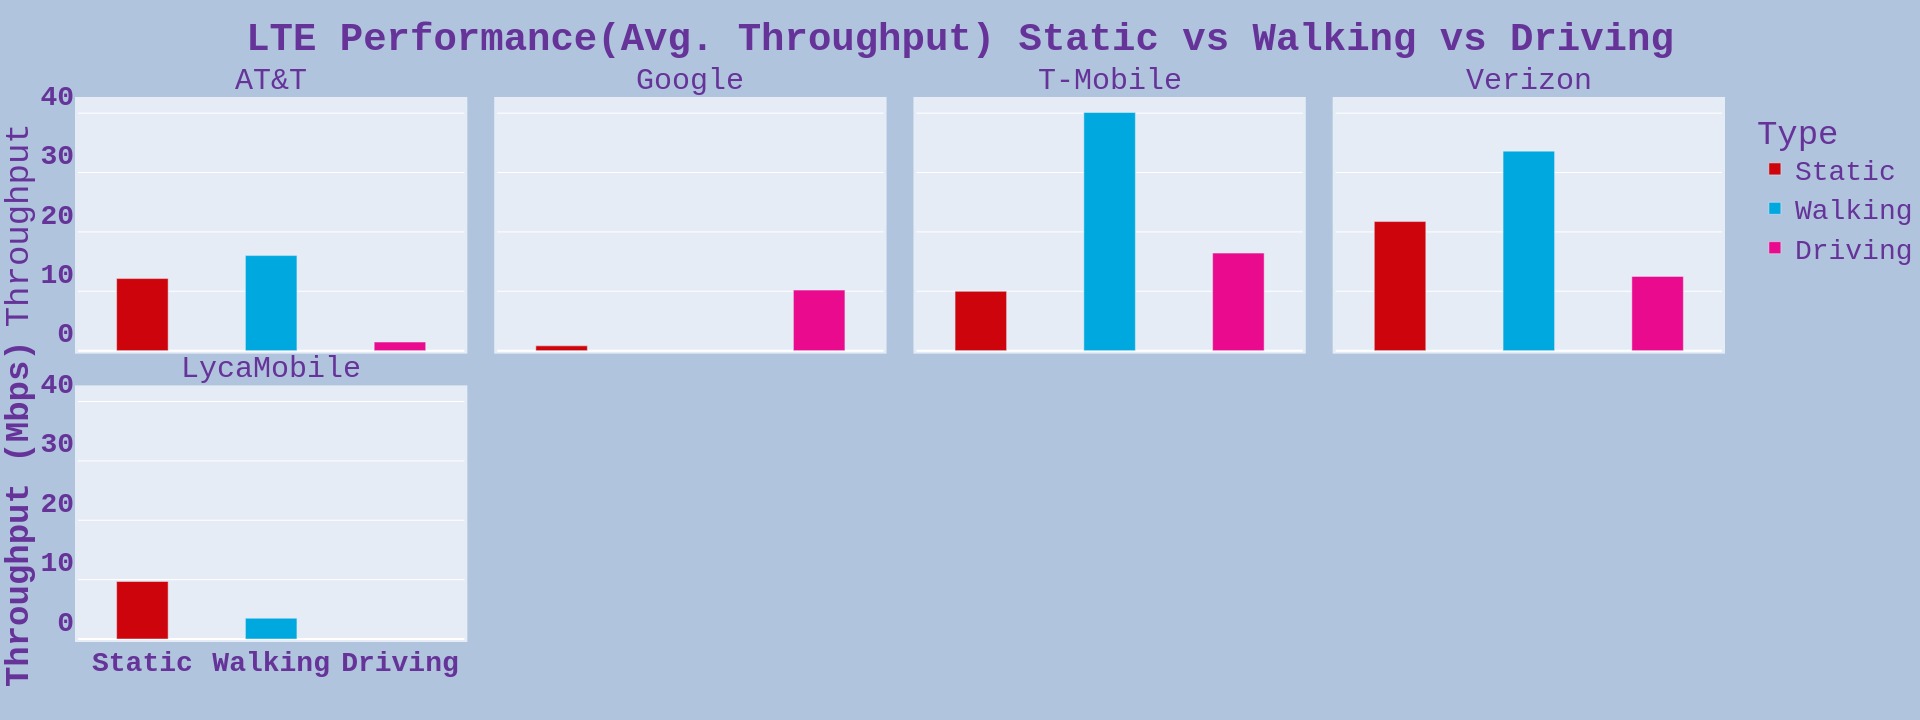 LTE Performance(Avg. Throughput) Static vs Walking vs Driving
AT&T
Google
T-Mobile
Verizon
Throughput
40
30
20
10
0
Type
Static
Walking
Driving
LycaMobile
Throughput (Mbps)
40
30
20
10
0
Static Walking Driving